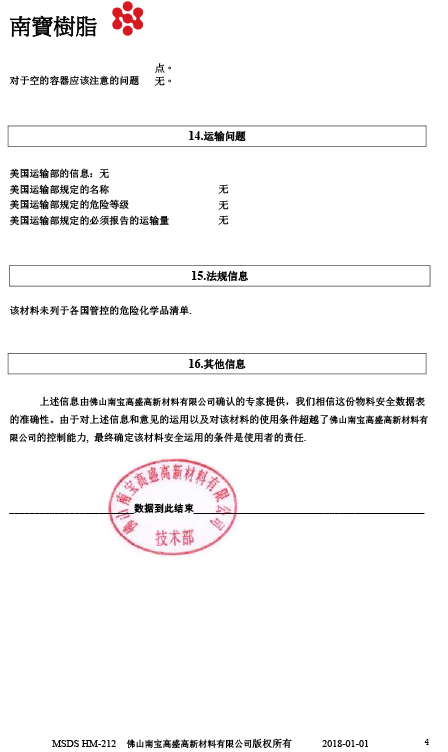 南寶樹脂
点。
对于空的容器应该注意的问题 无。
14.运输问题
美国运输部的信息：无
美国运输部规定的名称 无
美国运输部规定的危险等级 无
美国运输部规定的必须报告的运输量 无
15.法规信息
该材料未列于各国管控的危险化学品清单.
16.其他信息
上述信息由佛山南宝高盛高新材料有限公司确认的专家提供，我们相信这份物料安全数据表
的准确性。由于对上述信息和意见的运用以及对该材料的使用条件超越了佛山南宝高盛高新材料有
限公司的控制能力, 最终确定该材料安全运用的条件是使用者的责任.
佛山南宝高盛高新材料有限公司
数据到此结束
技术部
MSDS HM-212 佛山南宝高盛高新材料有限公司版权所有 2018-01-01 4